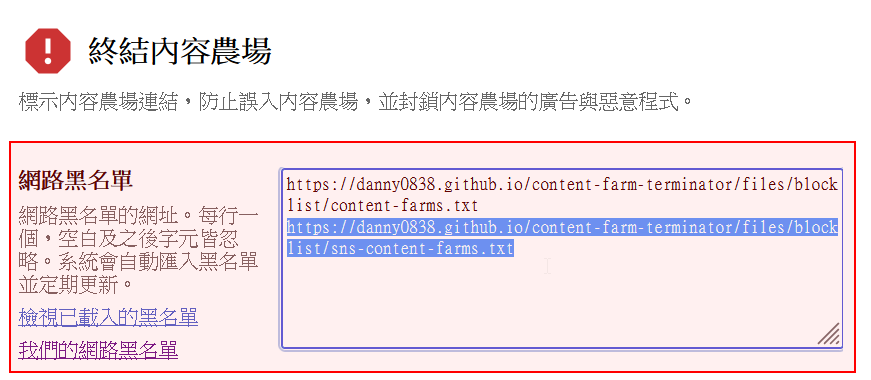 終結內容農場
標示內容農場連結，防止誤入內容農場，並封鎖內容農場的廣告與惡意程式。
網路黑名單
網路黑名單的網址。每行一
個，空白及之後字元皆忽
略。系統會自動匯入黑名單
並定期更新。
檢視已載入的黑名單
我們的網路黑名單
https://danny0838.github.io/content-farm-terminator/files/block
list/content-farms.txt
https://danny0838.github.io/content-farm-terminator/files/block
list/sns-content-farms.txt